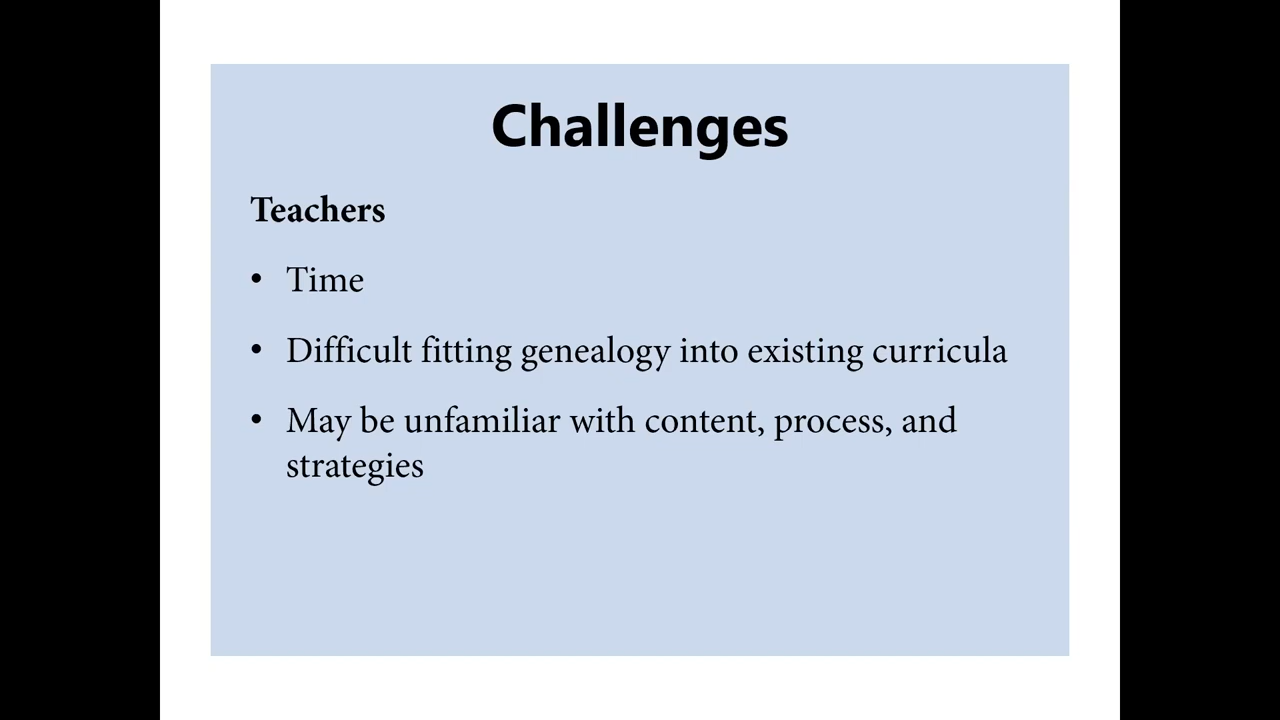 Challenges
Teachers
• Time
• Difficult fitting genealogy into existing curricula
• May be unfamiliar with content, process, and
strategies